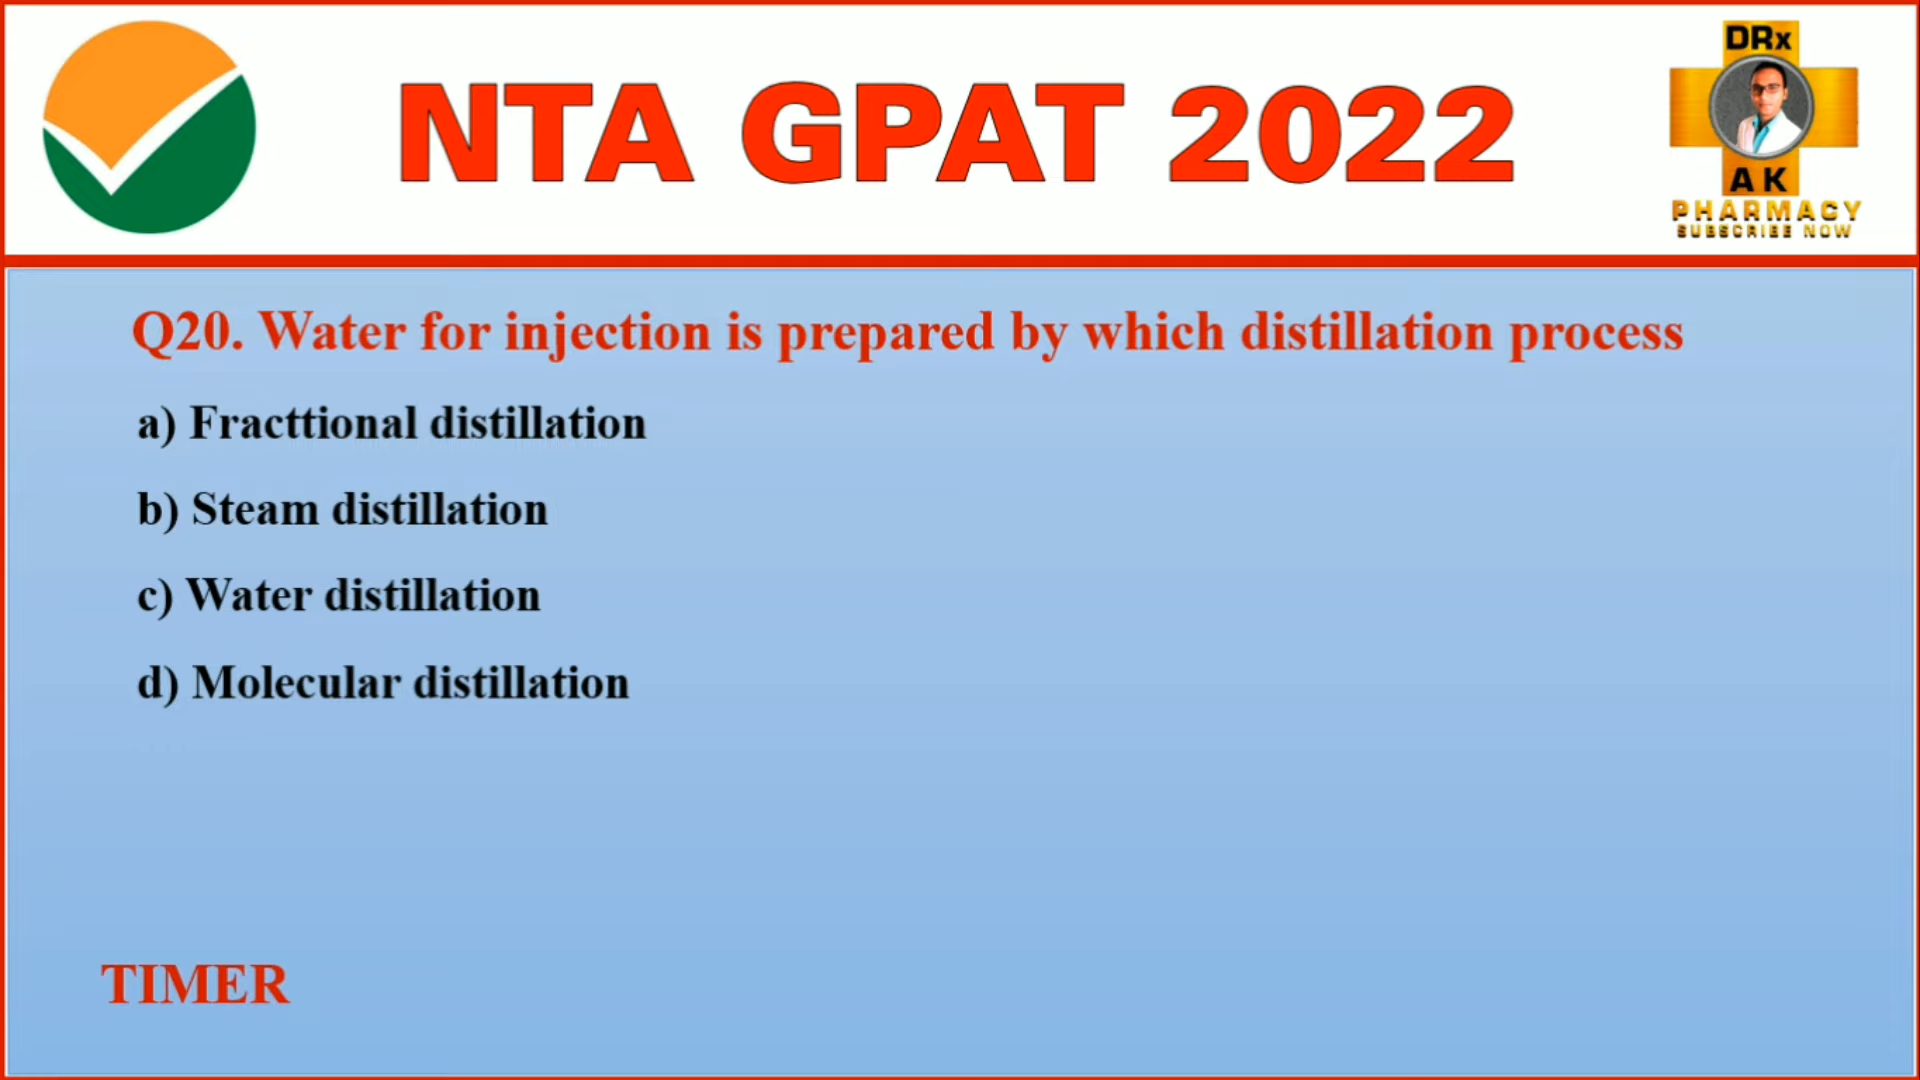 NTA GPAT 2022
DRx
AK
PHARMACY
SUBSCRIBE NOW
Q20. Water for injection is prepared by which distillation process
a) Fracttional distillation
b) Steam distillation
c) Water distillation
d) Molecular distillation
TIMER